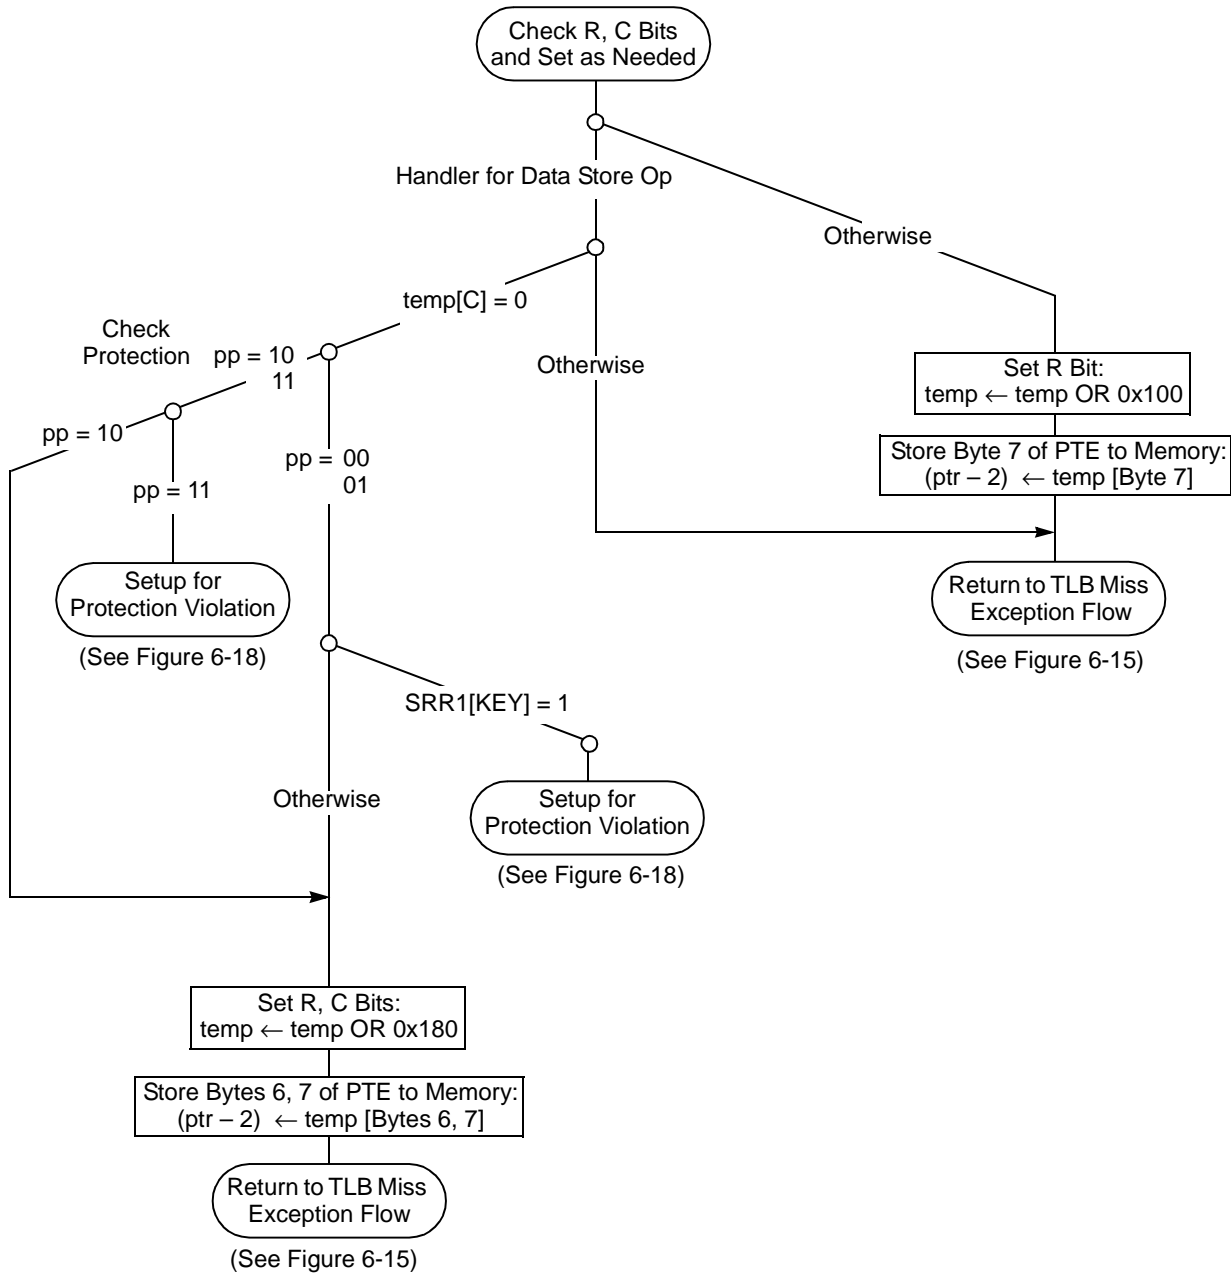 Check R, C Bits
and Set as Needed
Handler for Data Store Op
Otherwise
temp[C] = 0
Check
Protection
pp = 10
11
Otherwise
Set R Bit:
temp ← temp OR 0x100
pp = 10
Store Byte 7 of PTE to Memory:
(ptr – 2) ← temp [Byte 7]
pp = 00
01
pp = 11
Setup for
Protection Violation
(See Figure 6-18)
Return to TLB Miss
Exception Flow
(See Figure 6-15)
SRR1[KEY] = 1
Otherwise
Setup for
Protection Violation
(See Figure 6-18)
Set R, C Bits:
temp ← temp OR 0x180
Store Bytes 6, 7 of PTE to Memory:
(ptr – 2) ← temp [Bytes 6, 7]
Return to TLB Miss
Exception Flow
(See Figure 6-15)